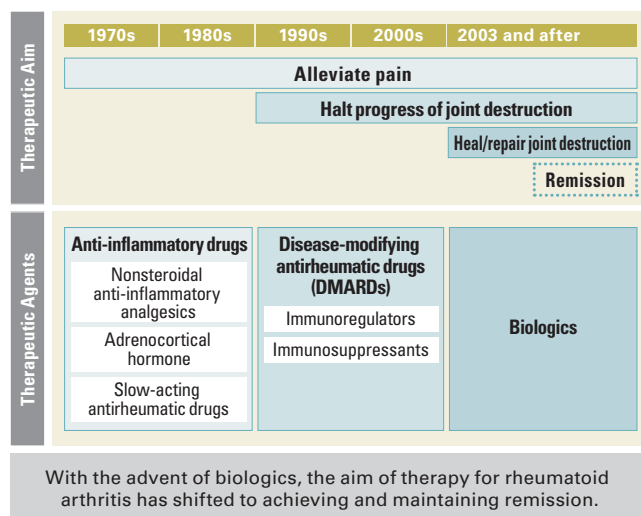 Therapeutic Aim
1970s 1980s 1990s 2000s 2003 and after
Alleviate pain
Halt progress of joint destruction
Heal/repair joint destruction
Remission
Therapeutic Agents
Anti-inflammatory drugs
Nonsteroidal
anti-inflammatory
analgesics
Adrenocortical
hormone
Slow-acting
antirheumatic drugs
Disease-modifying
antirheumatic drugs
(DMARDs)
Immunoregulators
Immunosuppressants
Biologics
With the advent of biologics, the aim of therapy for rheumatoid
arthritis has shifted to achieving and maintaining remission.